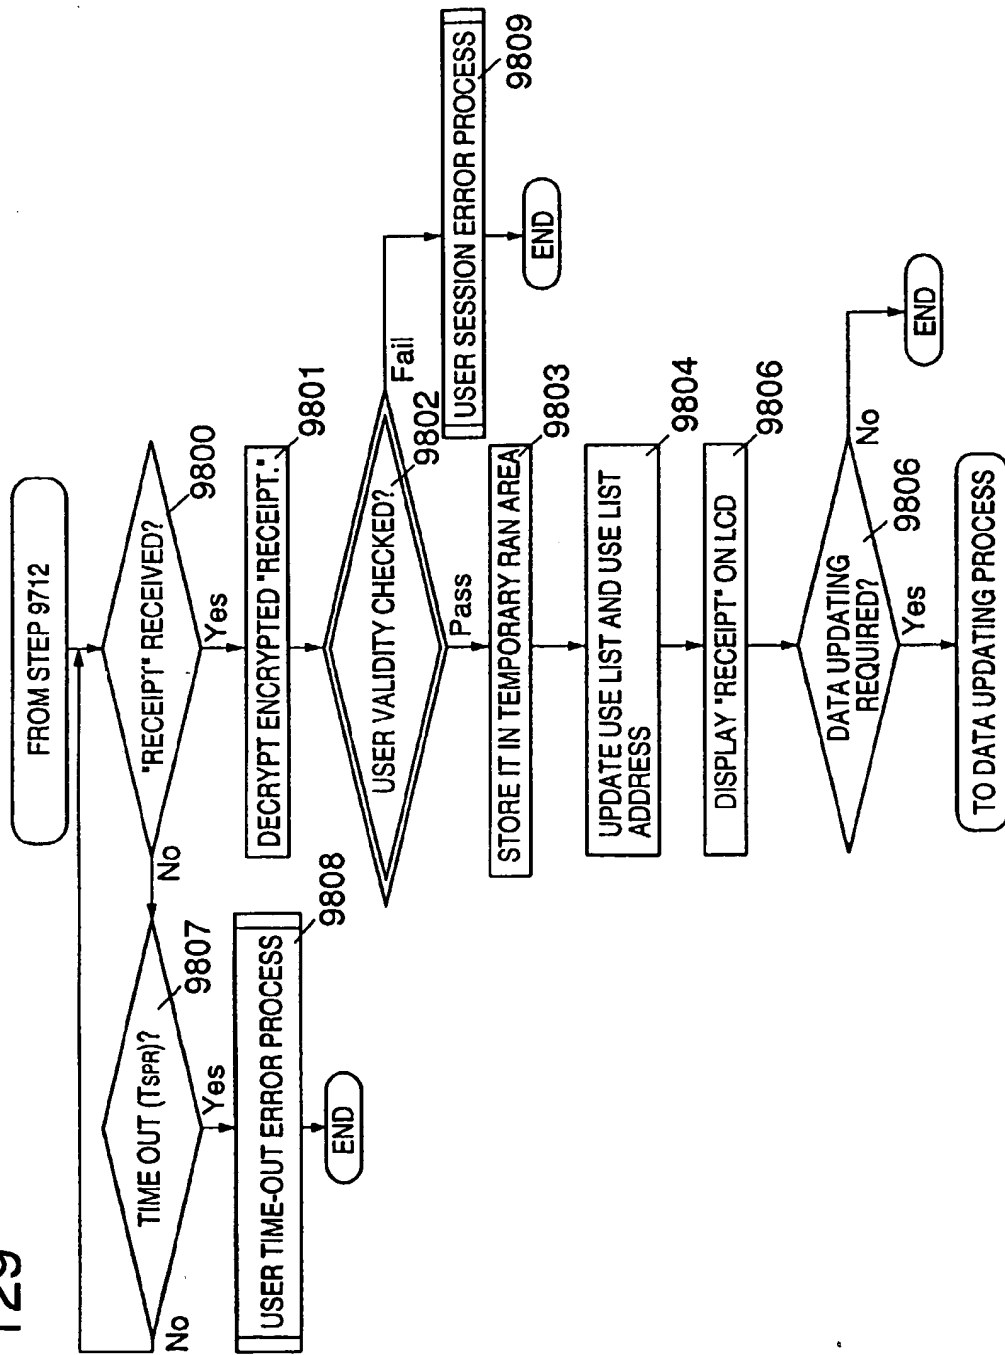 129
FROM STEP 9712
"RECEIPT" RECEIVED?
9800
Yes
No
TIME OUT (TSPR)?
9807
No
Yes
USER TIME-OUT ERROR PROCESS
9808
END
DECRYPT ENCRYPTED "RECEIPT."
9801
USER VALIDITY CHECKED?
9802
Fail
Pass
USER SESSION ERROR PROCESS
9809
END
STORE IT IN TEMPORARY RAN AREA
9803
UPDATE USE LIST AND USE LIST
ADDRESS
9804
DISPLAY "RECEIPT" ON LCD
9806
DATA UPDATING
REQUIRED?
9806
No
END
Yes
TO DATA UPDATING PROCESS